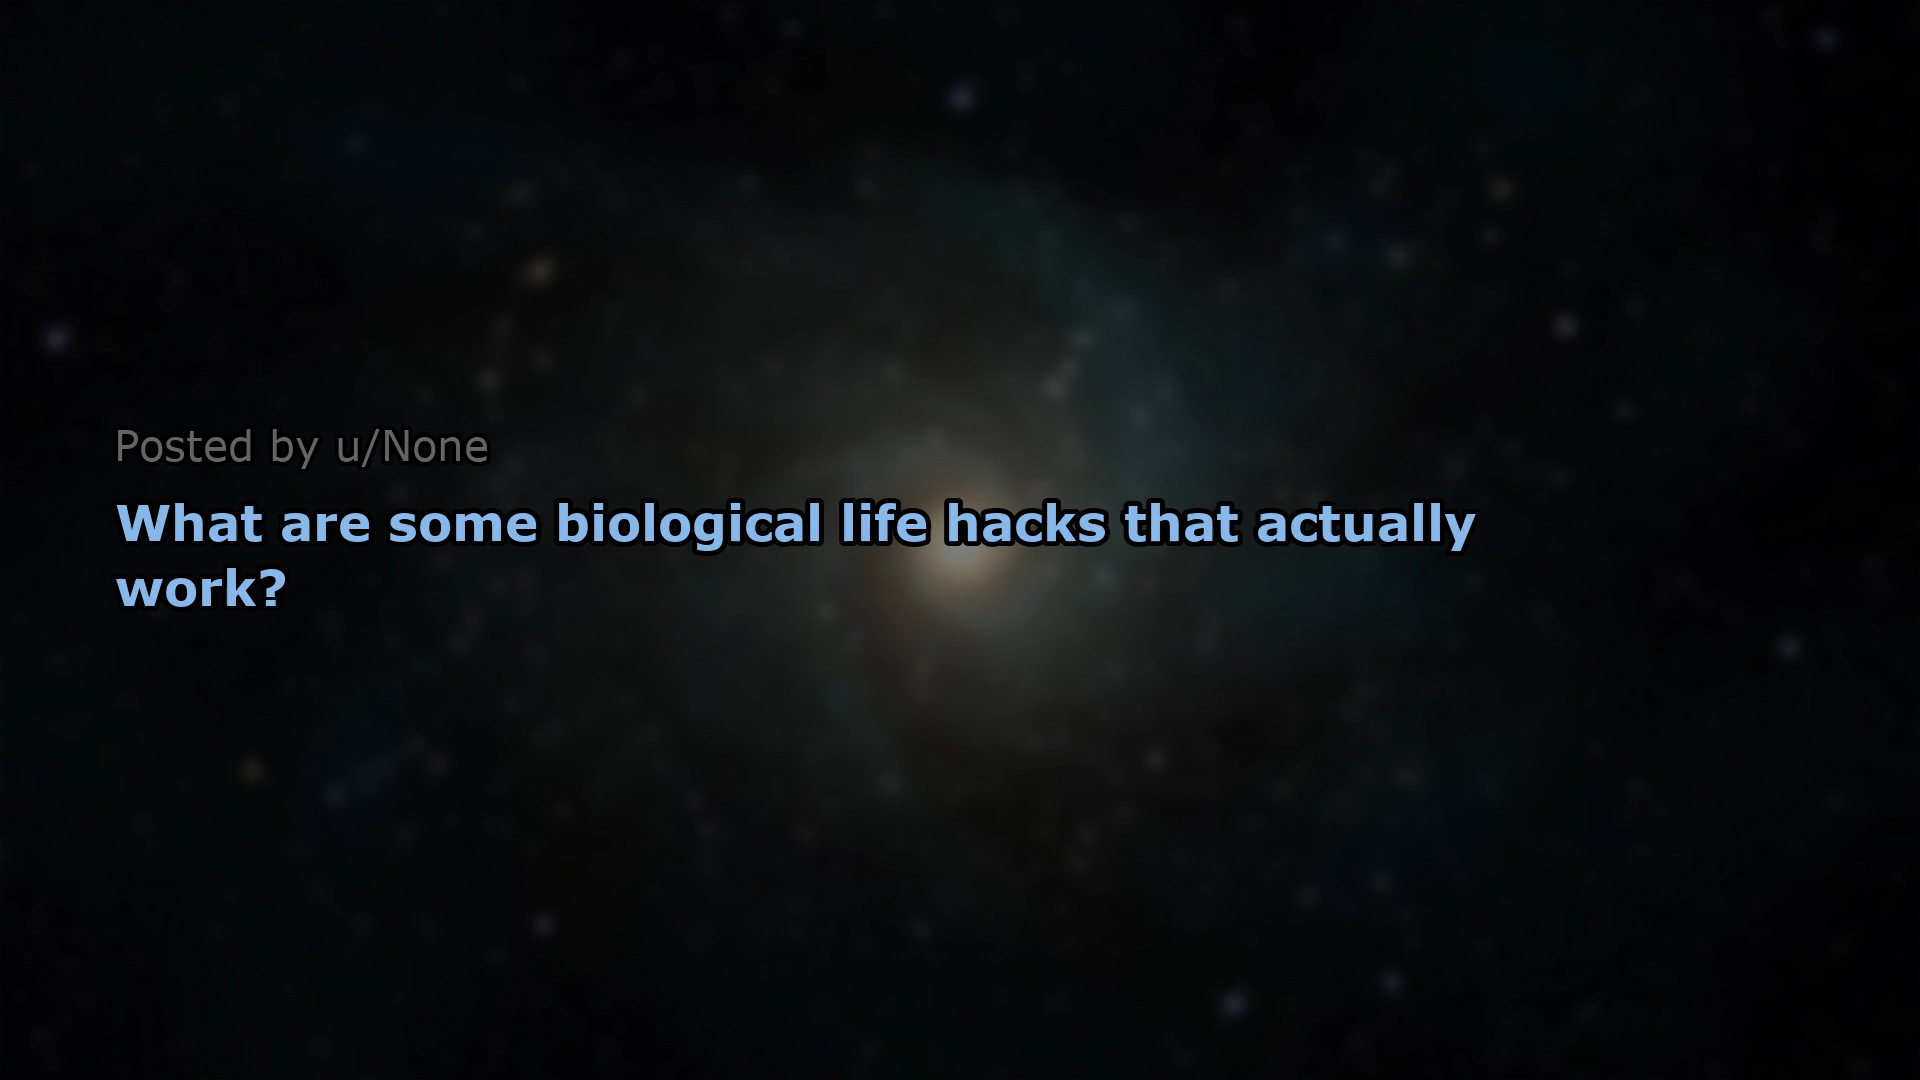 Posted by u/None
What are some biological life hacks that actually
work?